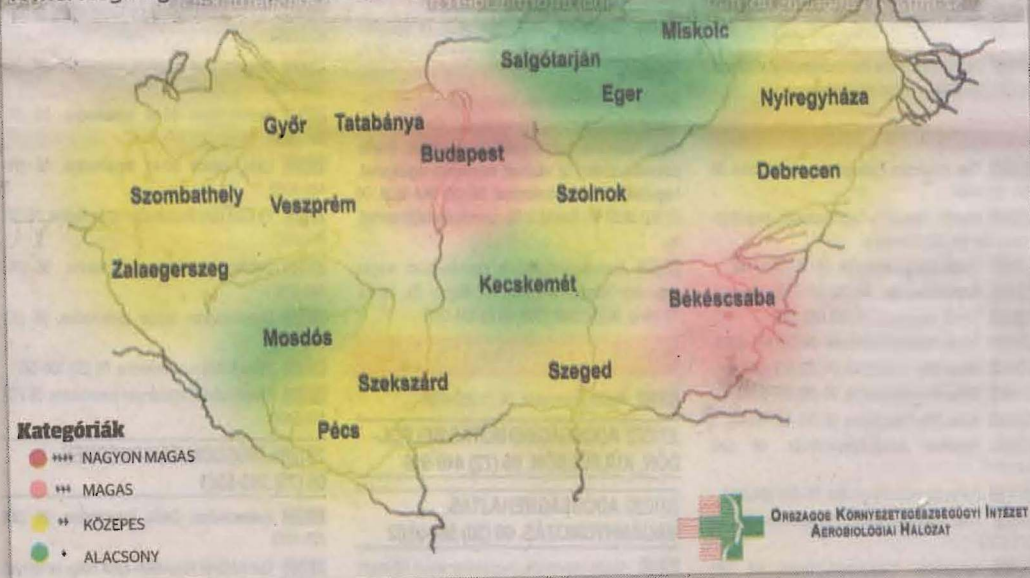 Miskolc
Salgótarján
Eger
Nyíregyháza
Győr Tatabánya
Budapest
Debrecen
Szombathely
Veszprém
Szolnok
Zalaegerszeg
Kecskemét
Békéscsaba
Mosdós
Szekszárd
Szeged
Pécs
Kategóriák
NAGYON MAGAS
MAGAS
KÖZEPES
ALACSONY
ORSZÁGOS KÖRNYEZETEGÉSZSÉGÜGYI INTÉZET
AEROBIOLÓGIAI HÁLÓZAT